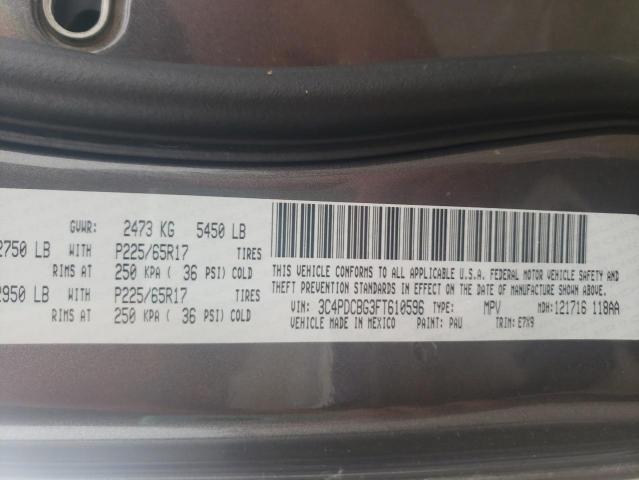 GVWR: 2473 KG 5450 LB
2750 LB WITH P225/65R17 TIRES
RIMS AT 250 KPA ( 36 PSI) COLD
2950 LB WITH P225/65R17 TIRES
RIMS AT 250 KPA ( 36 PSI) COLD
THIS VEHICLE CONFORMS TO ALL APPLICABLE U.S.A. FEDERAL MOTOR VEHICLE SAFETY AND
THEFT PREVENTION STANDARDS IN EFFECT ON THE DATE OF MANUFACTURE SHOWN ABOVE.
VIN: 3C4PDCBG3FT610596 TYPE: MPV MDH:121716 118AA
VEHICLE MADE IN MEXICO PAINT: PAU TRIM: E7X9